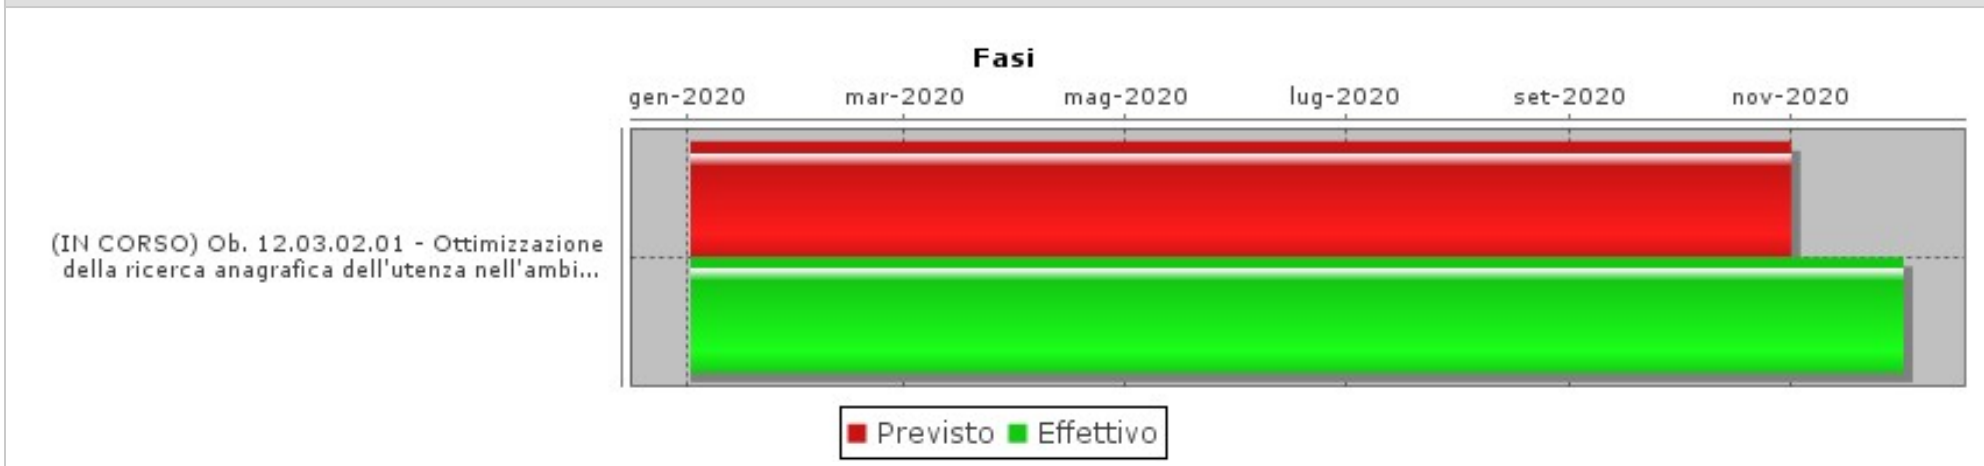 Fasi
gen-2020 mar-2020 mag-2020 lug-2020 set-2020 nov-2020
(IN CORSO) Ob. 12.03.02.01 - Ottimizzazione
della ricerca anagrafica dell'utenza nell'ambi...
Previsto Effettivo